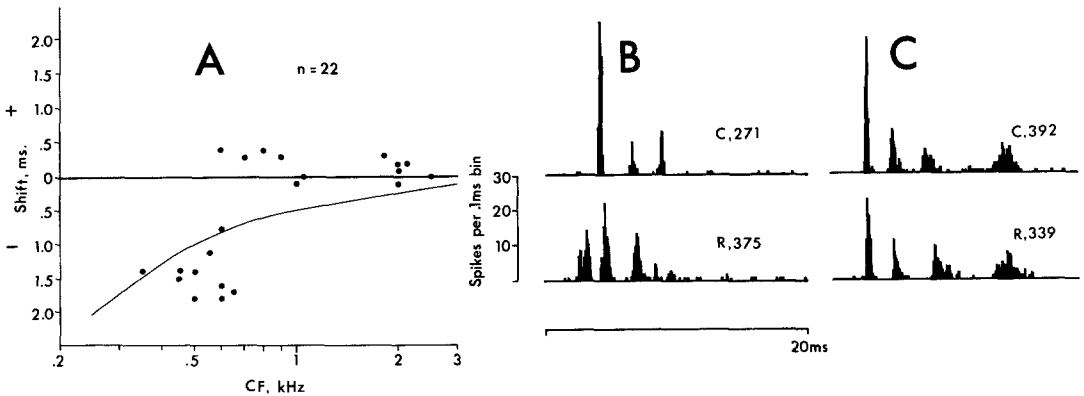 A
n = 22
+
Shift, ms.
–
2.0
1.5
1.0
.5
0
.5
1.0
1.5
2.0
.2
.5
1
2
3
CF, kHz
B
C,271
Spikes per .1ms bin
30
20
10
R,375
20ms
C
C,392
R,339